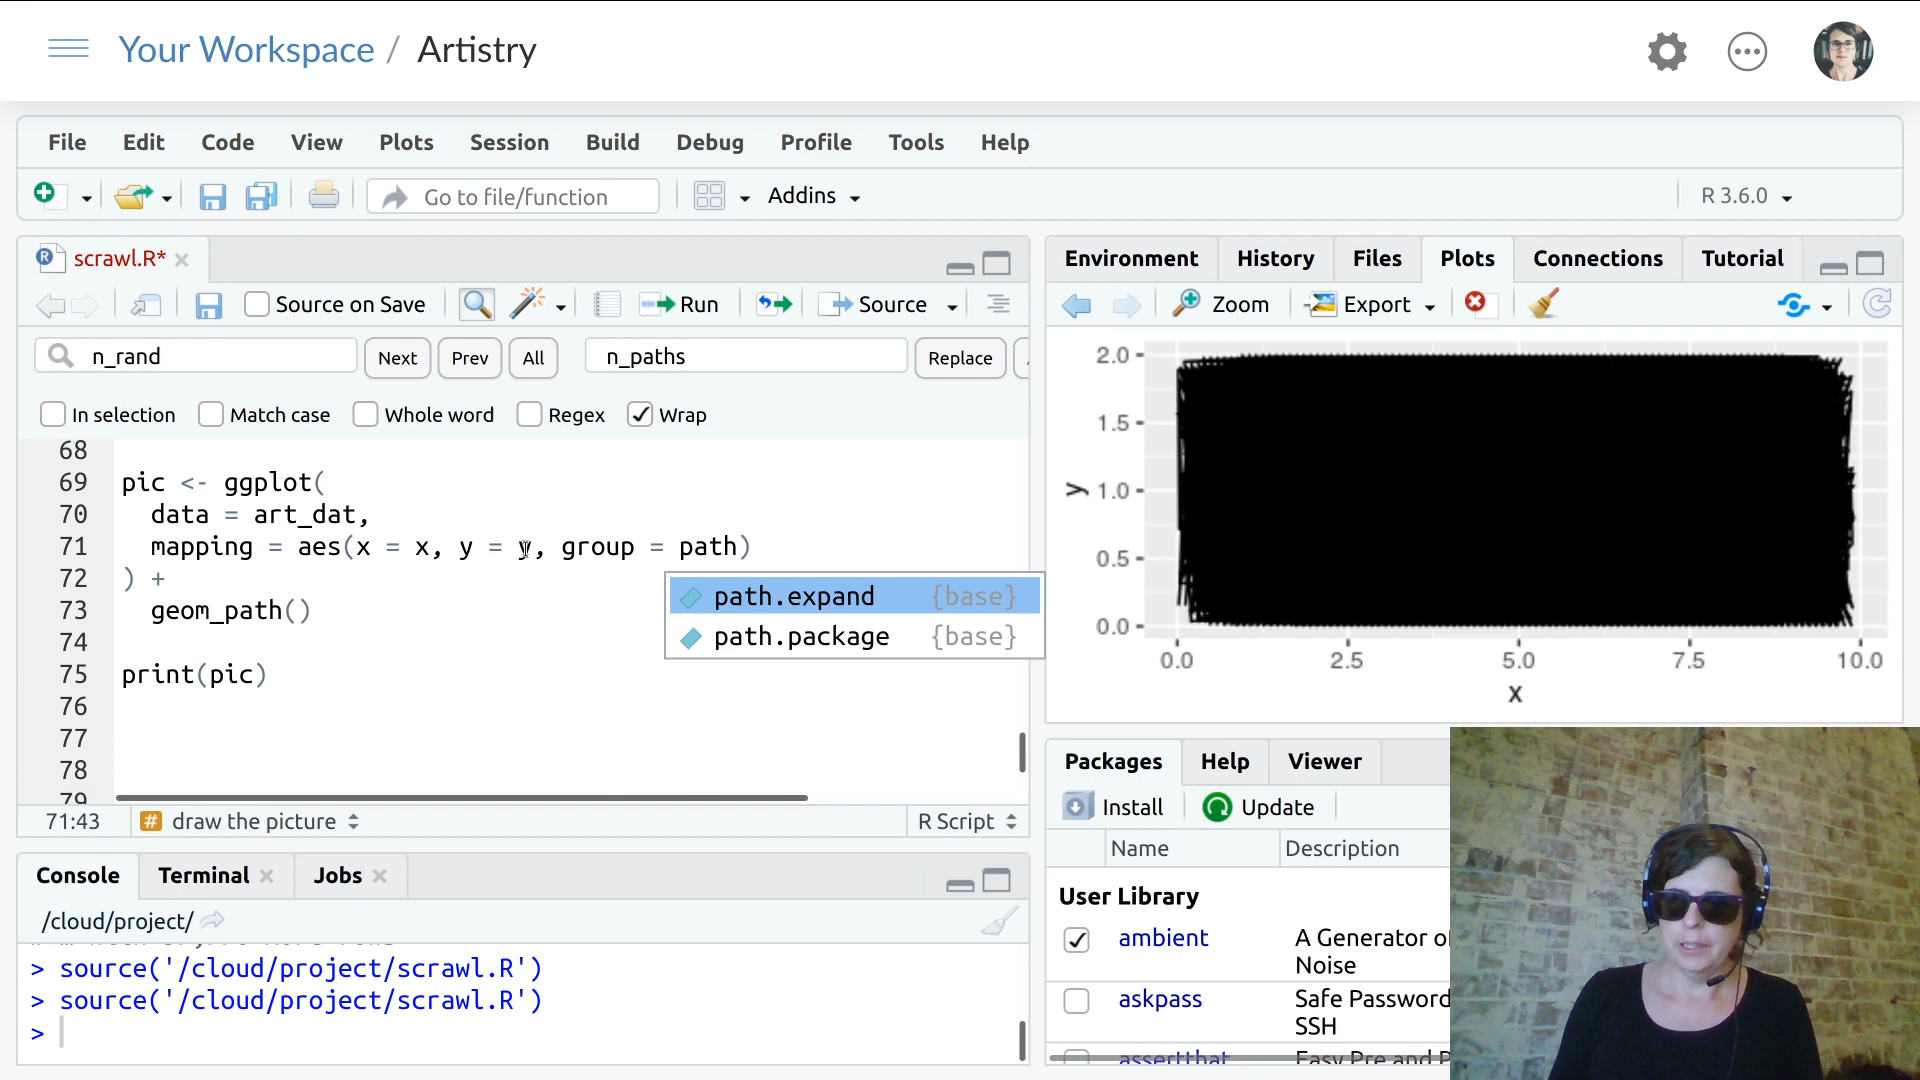 Your Workspace / Artistry
File Edit Code View Plots Session Build Debug Profile Tools Help
Go to file/function
Addins
R 3.6.0
scrawl.R*
Source on Save
Run
Source
n_rand
Next
Prev
All
n_paths
Replace
In selection
Match case
Whole word
Regex
Wrap
68
69 pic <- ggplot(
70 data = art_dat,
71 mapping = aes(x = x, y = y, group = path)
72 ) +
73 geom_path()
74
75 print(pic)
76
77
78
79
path.expand {base}
path.package {base}
71:43
# draw the picture
R Script
Console
Terminal
Jobs
/cloud/project/
> source('/cloud/project/scrawl.R')
> source('/cloud/project/scrawl.R')
>
Environment History Files Plots Connections Tutorial
Zoom
Export
2.0
1.5
1.0
0.5
0.0
y
0.0 2.5 5.0 7.5 10.0
x
Packages Help Viewer
Install
Update
Name Description
User Library
ambient A Generator of
Noise
askpass Safe Password
SSH
assertthat Easy Pre and P